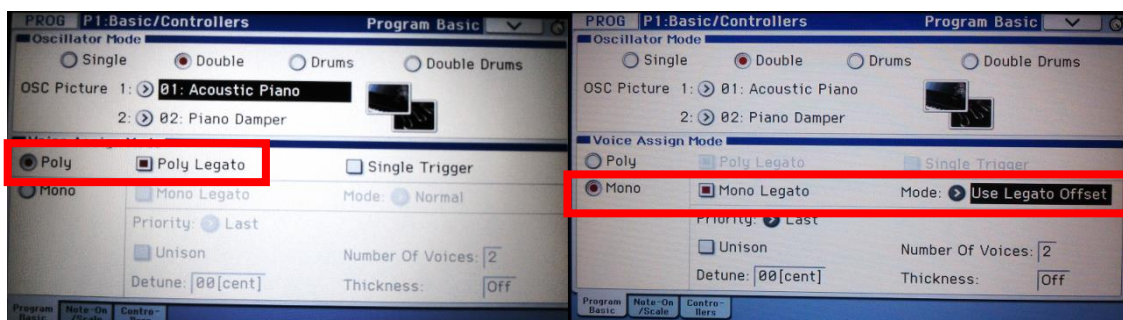 PROG P1:Basic/Controllers Program Basic
Oscillator Mode
Single Double Drums Double Drums
OSC Picture 1: 01: Acoustic Piano
2: 02: Piano Damper
Voice Assign Mode
Poly Poly Legato Single Trigger
Mono Mono Legato Mode: Normal
Priority: Last
Unison Number Of Voices: 2
Detune: 00[cent] Thickness: Off
Program Basic Note-On /Scale Contro- llers
PROG P1:Basic/Controllers Program Basic
Oscillator Mode
Single Double Drums Double Drums
OSC Picture 1: 01: Acoustic Piano
2: 02: Piano Damper
Voice Assign Mode
Poly Poly Legato Single Trigger
Mono Mono Legato Mode: Use Legato Offset
Priority: Last
Unison Number Of Voices: 2
Detune: 00[cent] Thickness: Off
Program Basic Note-On /Scale Contro- llers